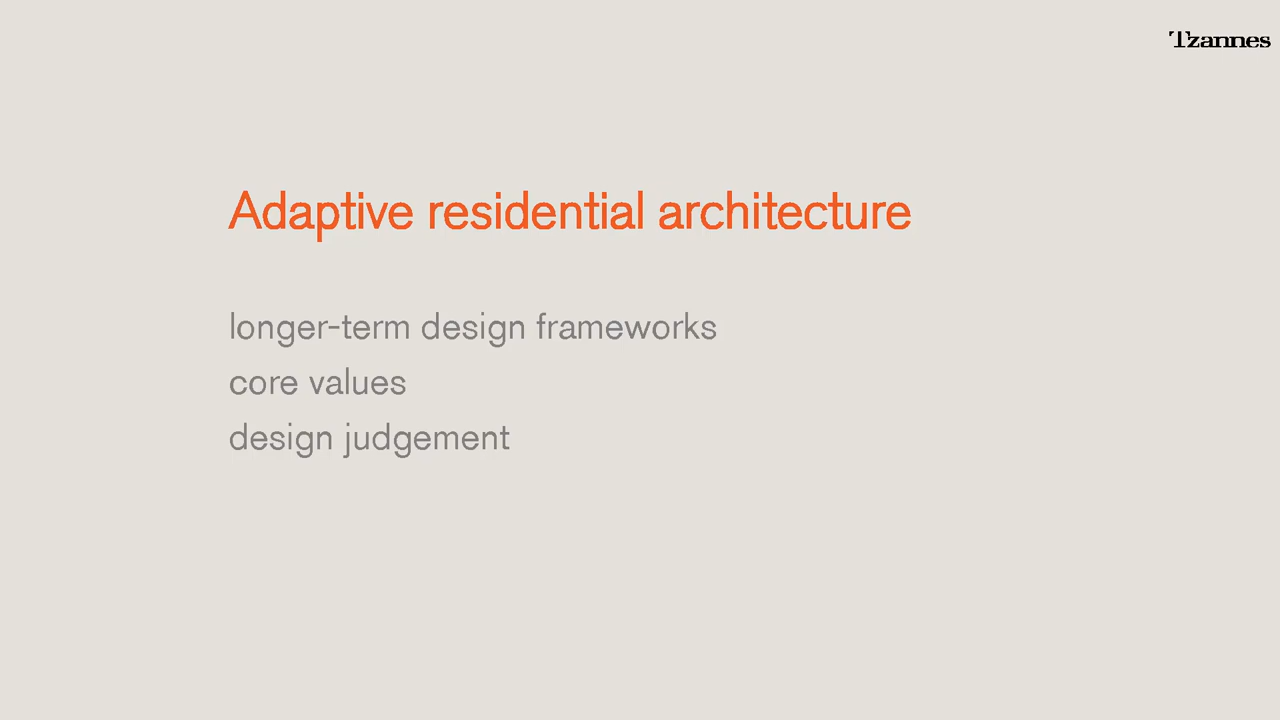 Tzannes
Adaptive residential architecture
longer-term design frameworks
core values
design judgement